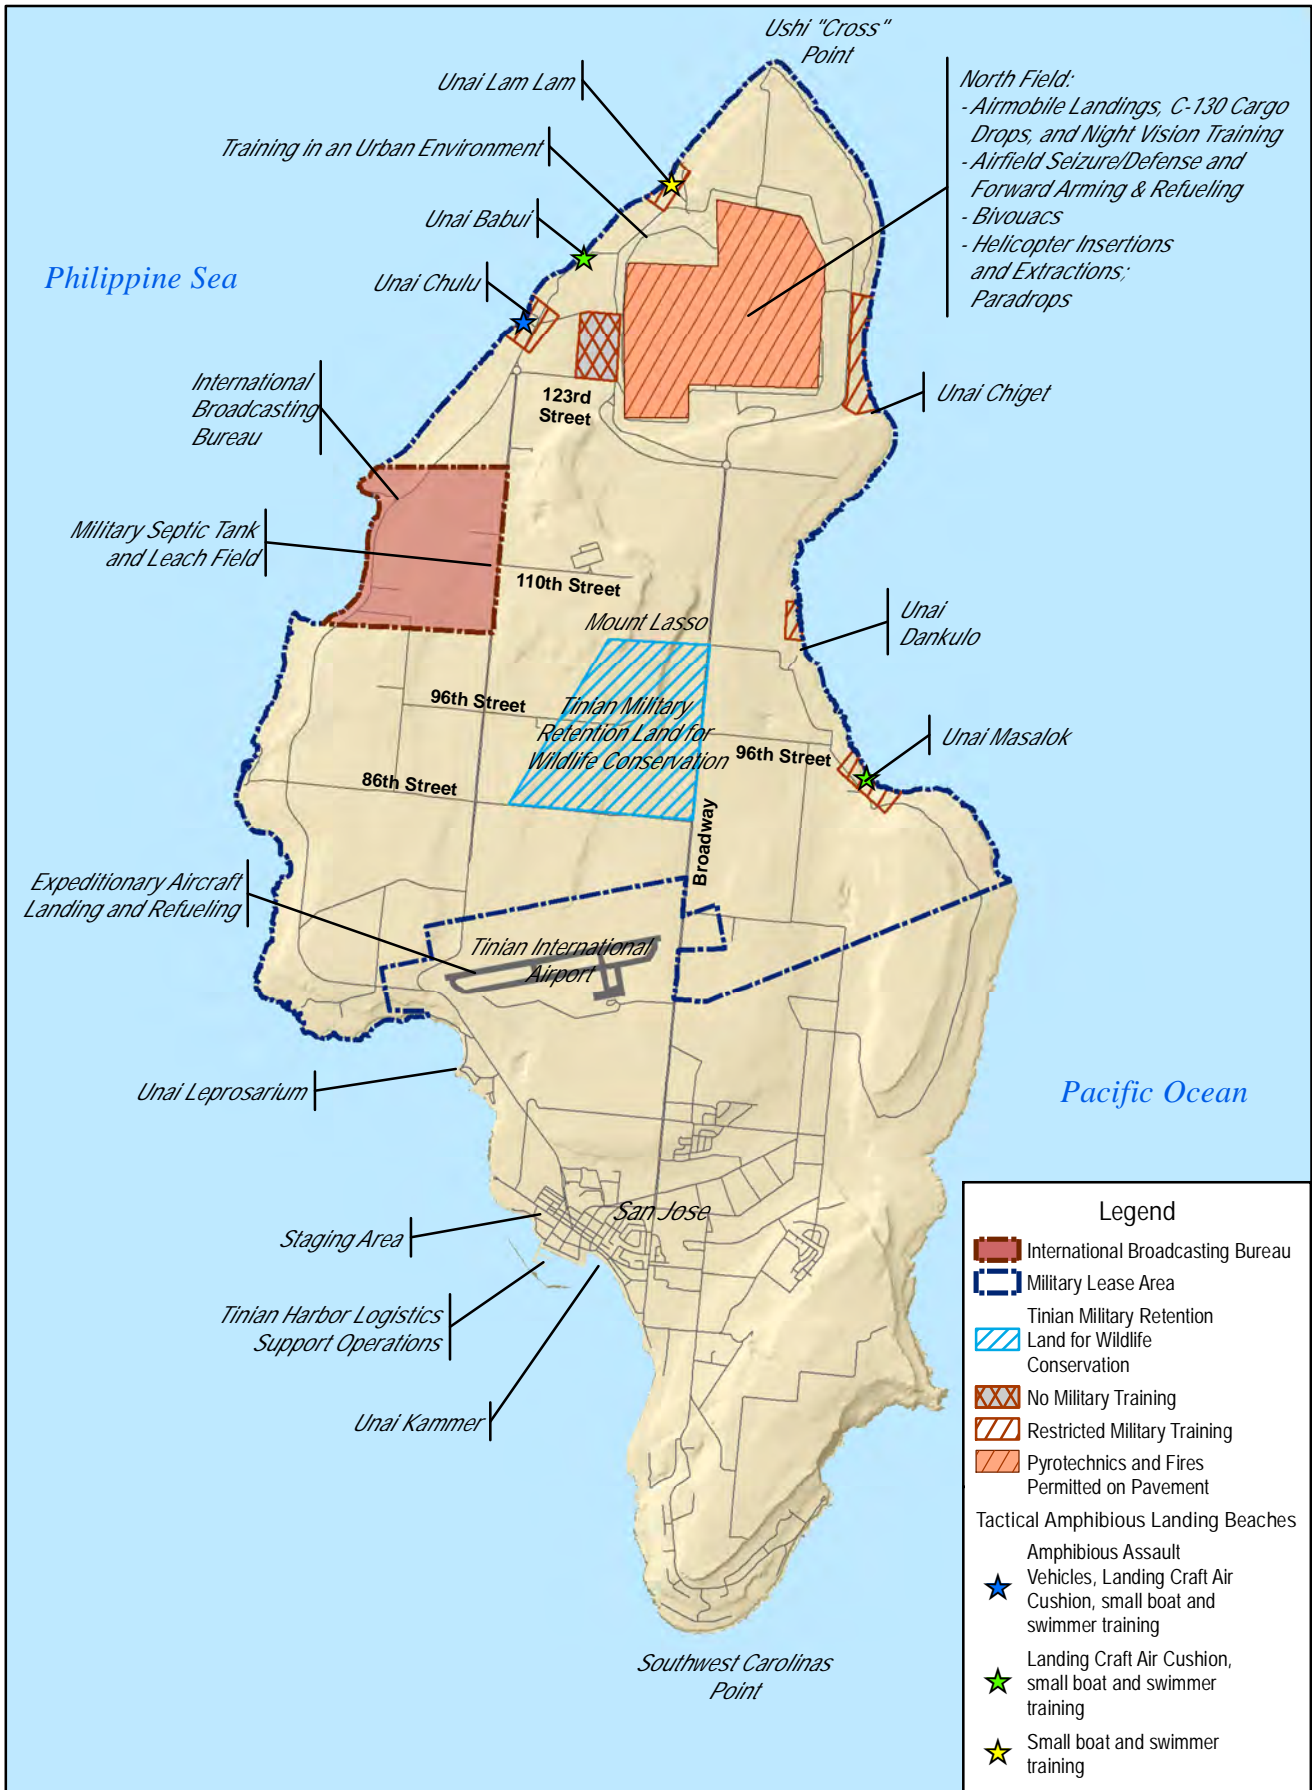 Ushi "Cross"
Point
Unai Lam Lam
North Field:
- Airmobile Landings, C-130 Cargo
Drops, and Night Vision Training
- Airfield Seizure/Defense and
Forward Arming & Refueling
- Bivouacs
- Helicopter Insertions
and Extractions;
Paradrops
Training in an Urban Environment
Unai Babui
Philippine Sea
Unai Chulu
International
Broadcasting
Bureau
123rd
Street
Unai Chiget
Military Septic Tank
and Leach Field
110th Street
Mount Lasso
Unai
Dankulo
96th Street
Tinian Military
Retention Land for
Wildlife Conservation
96th Street
Unai Masalok
86th Street
Broadway
Expeditionary Aircraft
Landing and Refueling
Tinian International
Airport
Unai Leprosarium
Pacific Ocean
San Jose
Staging Area
Tinian Harbor Logistics
Support Operations
Unai Kammer
Southwest Carolinas
Point
Legend
International Broadcasting Bureau
Military Lease Area
Tinian Military Retention
Land for Wildlife
Conservation
No Military Training
Restricted Military Training
Pyrotechnics and Fires
Permitted on Pavement
Tactical Amphibious Landing Beaches
Amphibious Assault
Vehicles, Landing Craft Air
Cushion, small boat and
swimmer training
Landing Craft Air Cushion,
small boat and swimmer
training
Small boat and swimmer
training